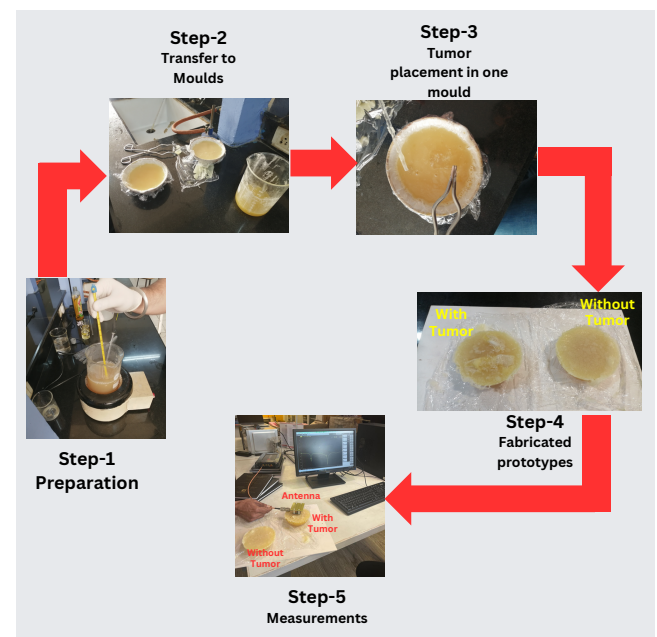 Step-1
Preparation
Step-2
Transfer to
Moulds
Step-3
Tumor
placement in one
mould
With
Tumor
Without
Tumor
Step-4
Fabricated
prototypes
Antenna
With
Tumor
Without
Tumor
Step-5
Measurements